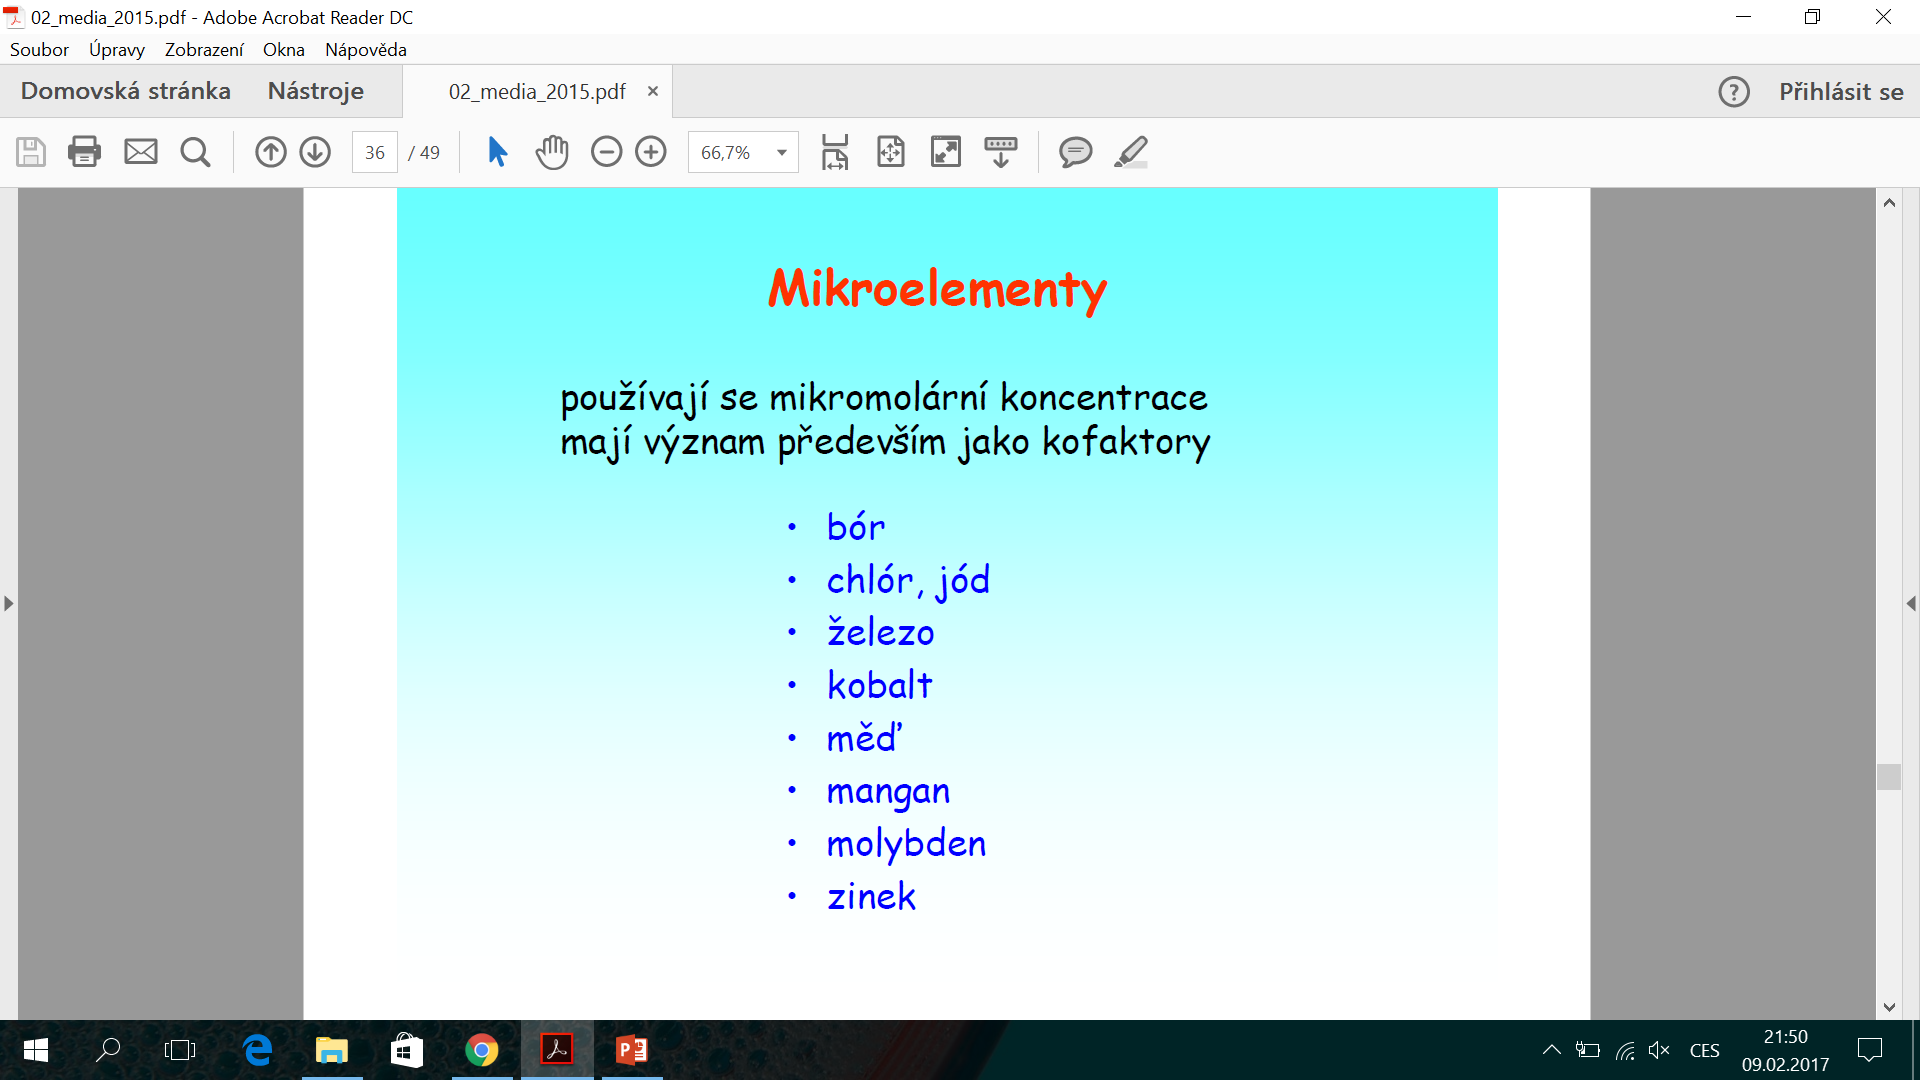 02_media_2015.pdf - Adobe Acrobat Reader DC
Soubor Úpravy Zobrazení Okna Nápověda
Domovská stránka Nástroje 02_media_2015.pdf × ? Přihlásit se
36 / 49 66,7%
Mikroelementy
používají se mikromolární koncentrace
mají význam především jako kofaktory
• bór
• chlór, jód
• železo
• kobalt
• měď
• mangan
• molybden
• zinek
CES 21:50
09.02.2017